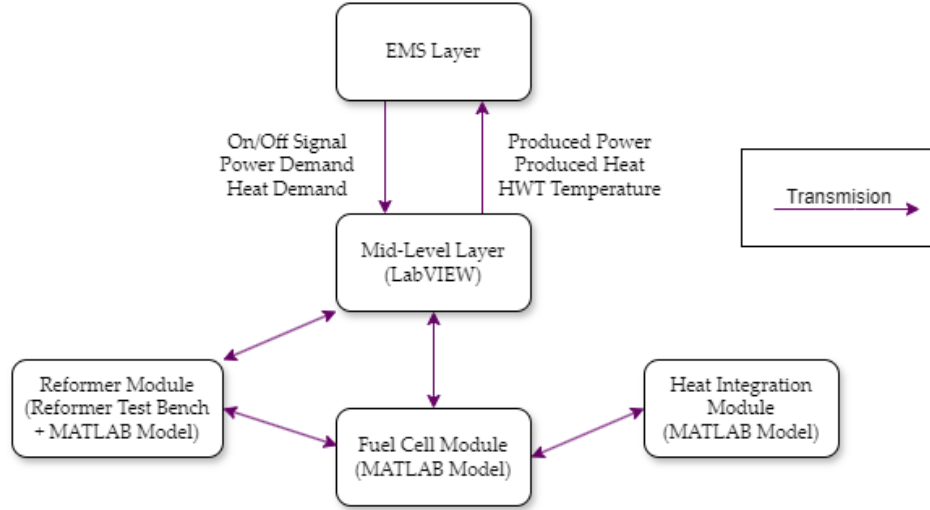 EMS Layer
On/Off Signal
Power Demand
Heat Demand
Produced Power
Produced Heat
HWT Temperature
Transmision
Mid-Level Layer
(LabVIEW)
Reformer Module
(Reformer Test Bench
+ MATLAB Model)
Fuel Cell Module
(MATLAB Model)
Heat Integration
Module
(MATLAB Model)